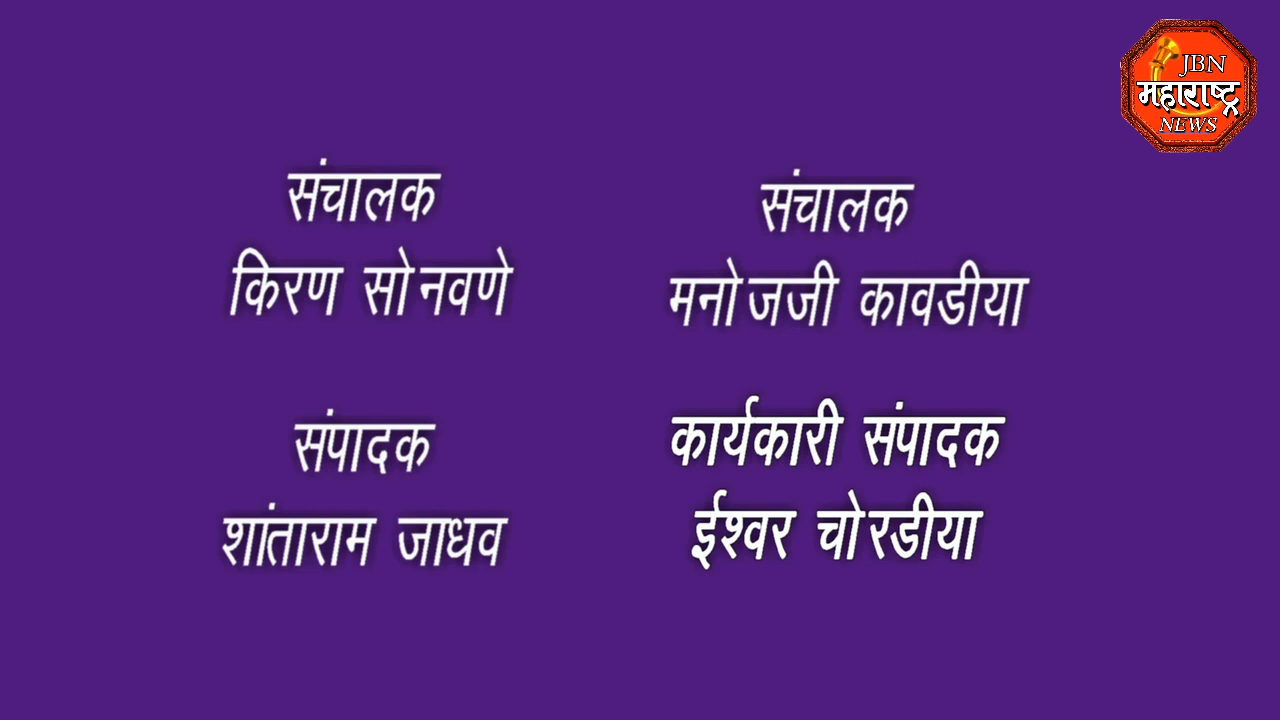 JBN
महाराष्ट्र
NEWS
संचालक
किरण सोनवणे
संचालक
मनोजजी कावडीया
संपादक
शांताराम जाधव
कार्यकारी संपादक
ईश्वर चोरडीया